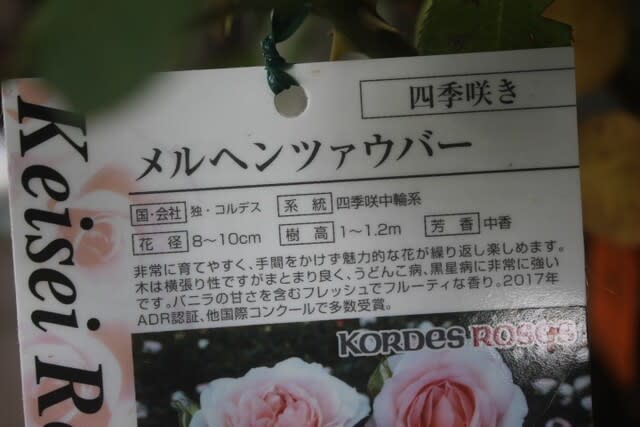 四季咲き
メルヘンツァウバー
国・会社 独・コルデス 系統 四季咲中輪系
花径 8〜10cm 樹高 1〜1.2m 芳香 中香
非常に育てやすく、手間をかけず魅力的な花が繰り返し楽しめます。
木は横張り性ですがまとまり良く、うどんこ病、黒星病に非常に強い
です。バニラの甘さを含むフレッシュでフルーティな香り。2017年
ADR認証、他国際コンクールで多数受賞。
KORDES ROSES
Keisei R